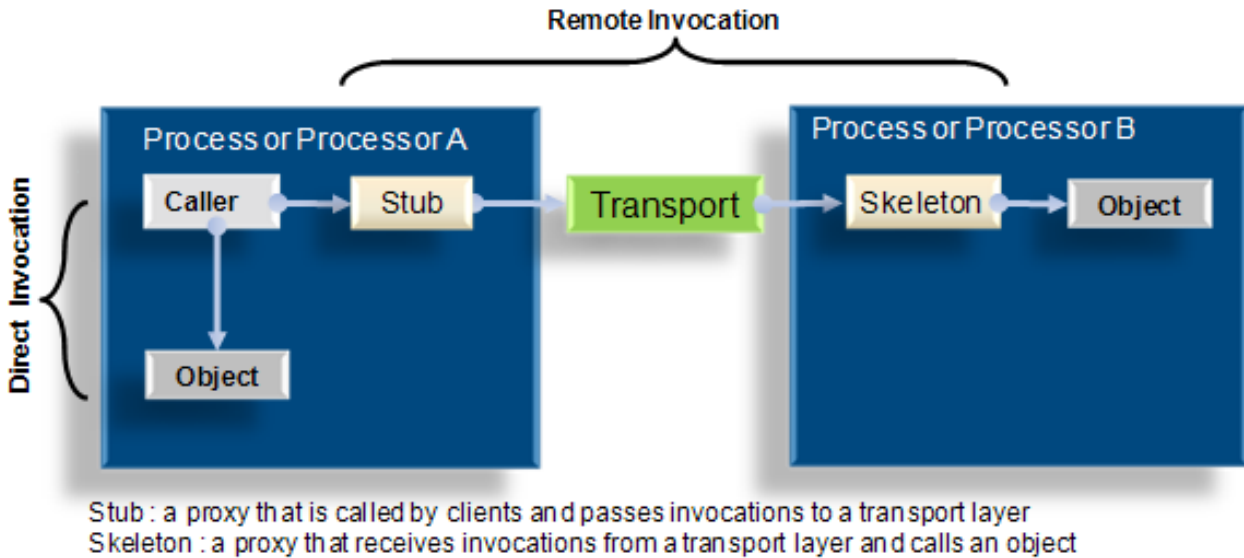 Remote Invocation
Process or Processor A
Process or Processor B
Caller
Stub
Transport
Skeleton
Object
Direct Invocation
Object
Stub : a proxy that is called by clients and passes invocations to a transport layer
Skeleton : a proxy that receives invocations from a transport layer and calls an object